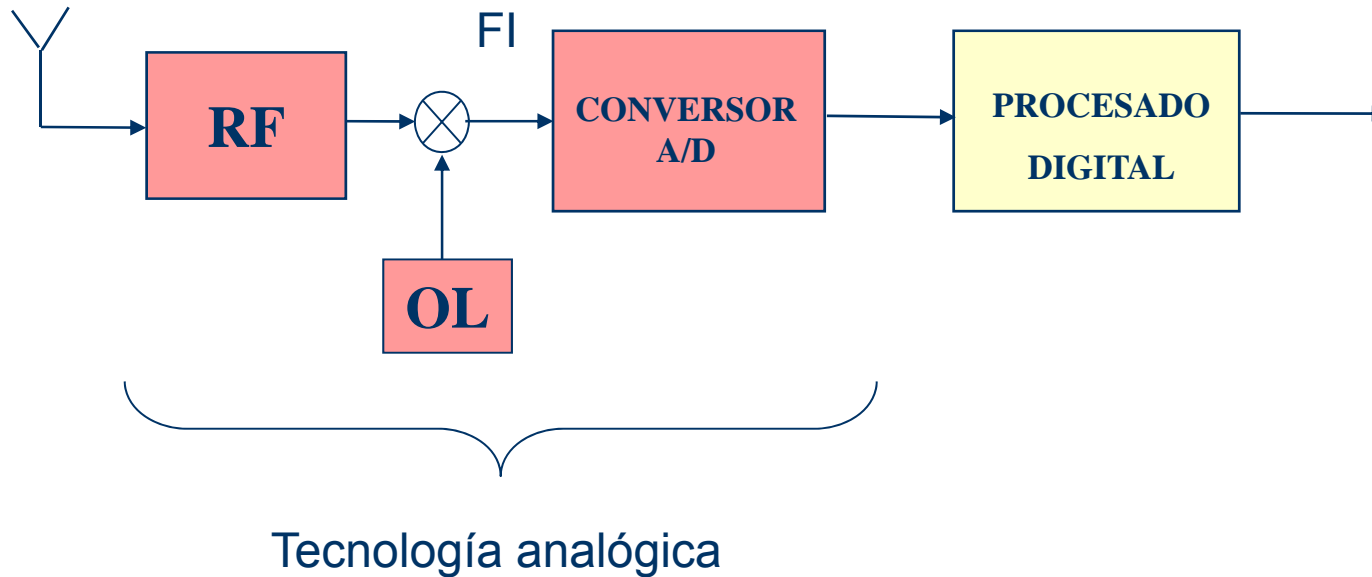 FI
RF
CONVERSOR
A/D
PROCESADO
DIGITAL
OL
Tecnología analógica